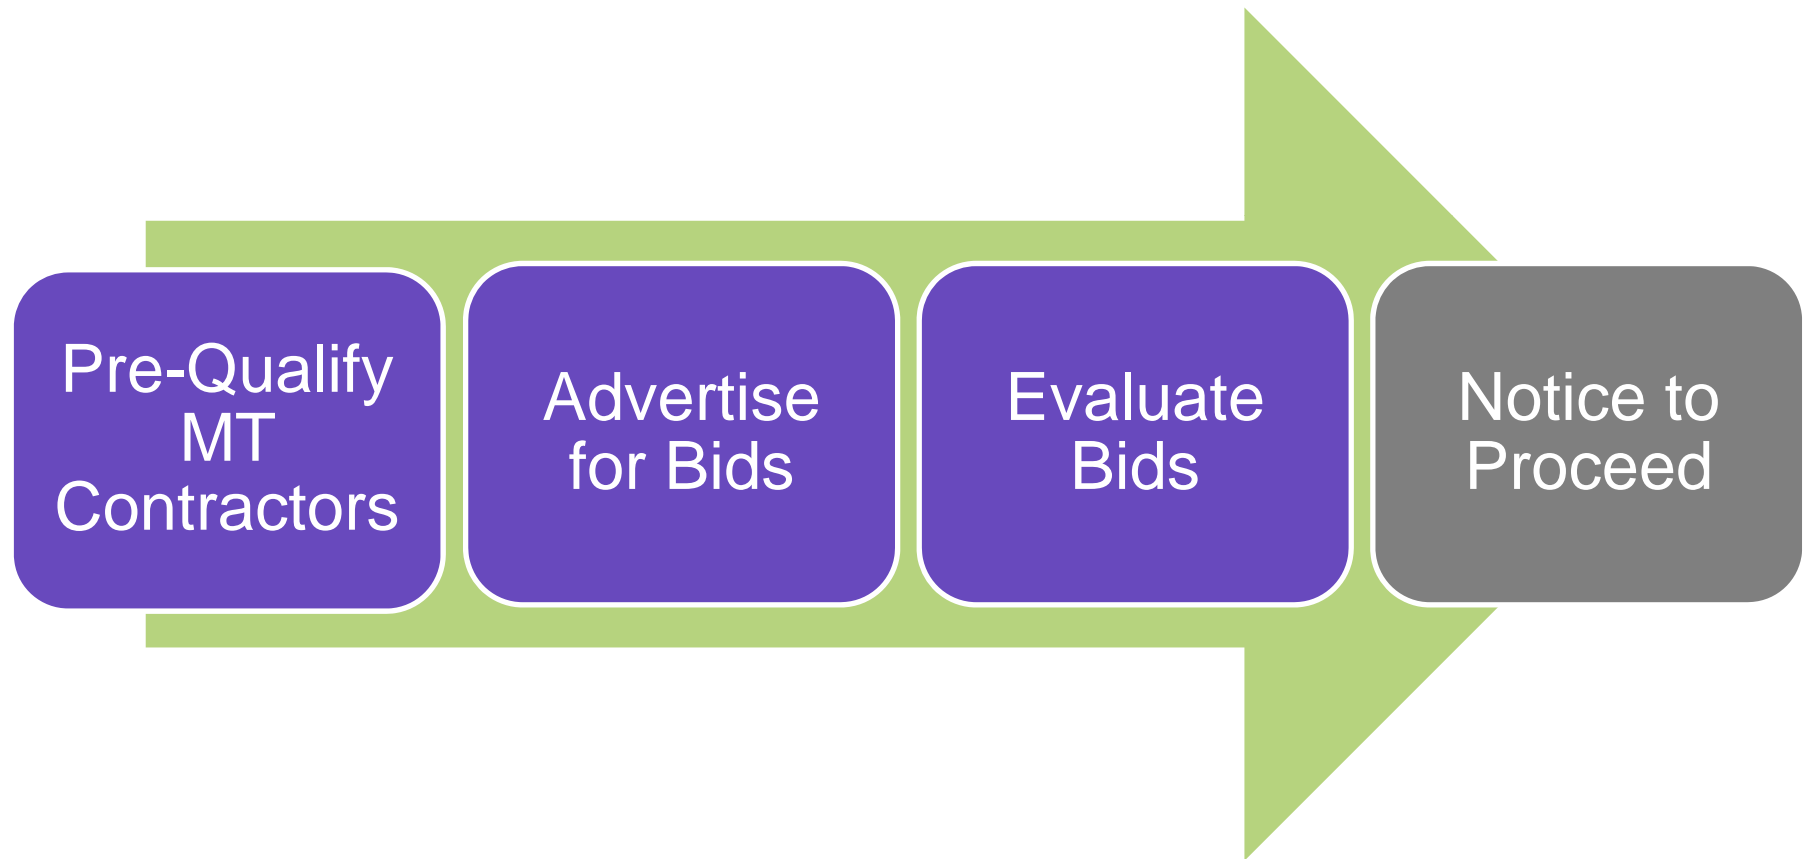 Pre-Qualify
MT
Contractors
Advertise
for Bids
Evaluate
Bids
Notice to
Proceed